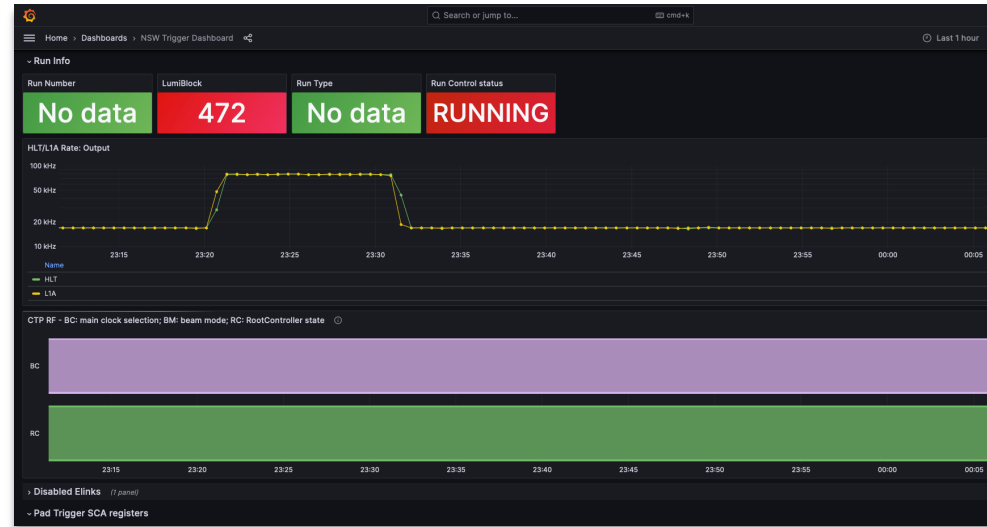 Search or jump to... cmd+k
Home › Dashboards › NSW Trigger Dashboard Last 1 hour
Run Info
Run Number LumiBlock Run Type Run Control status
No data 472 No data RUNNING
HLT/L1A Rate: Output
100 kHz
50 kHz
20 kHz
10 kHz
23:15 23:20 23:25 23:30 23:35 23:40 23:45 23:50 23:55 00:00 00:05
Name
HLT
L1A
CTP RF - BC: main clock selection; BM: beam mode; RC: RootController state
BC
RC
23:15 23:20 23:25 23:30 23:35 23:40 23:45 23:50 23:55 00:00 00:05
Disabled Elinks (1 panel)
Pad Trigger SCA registers